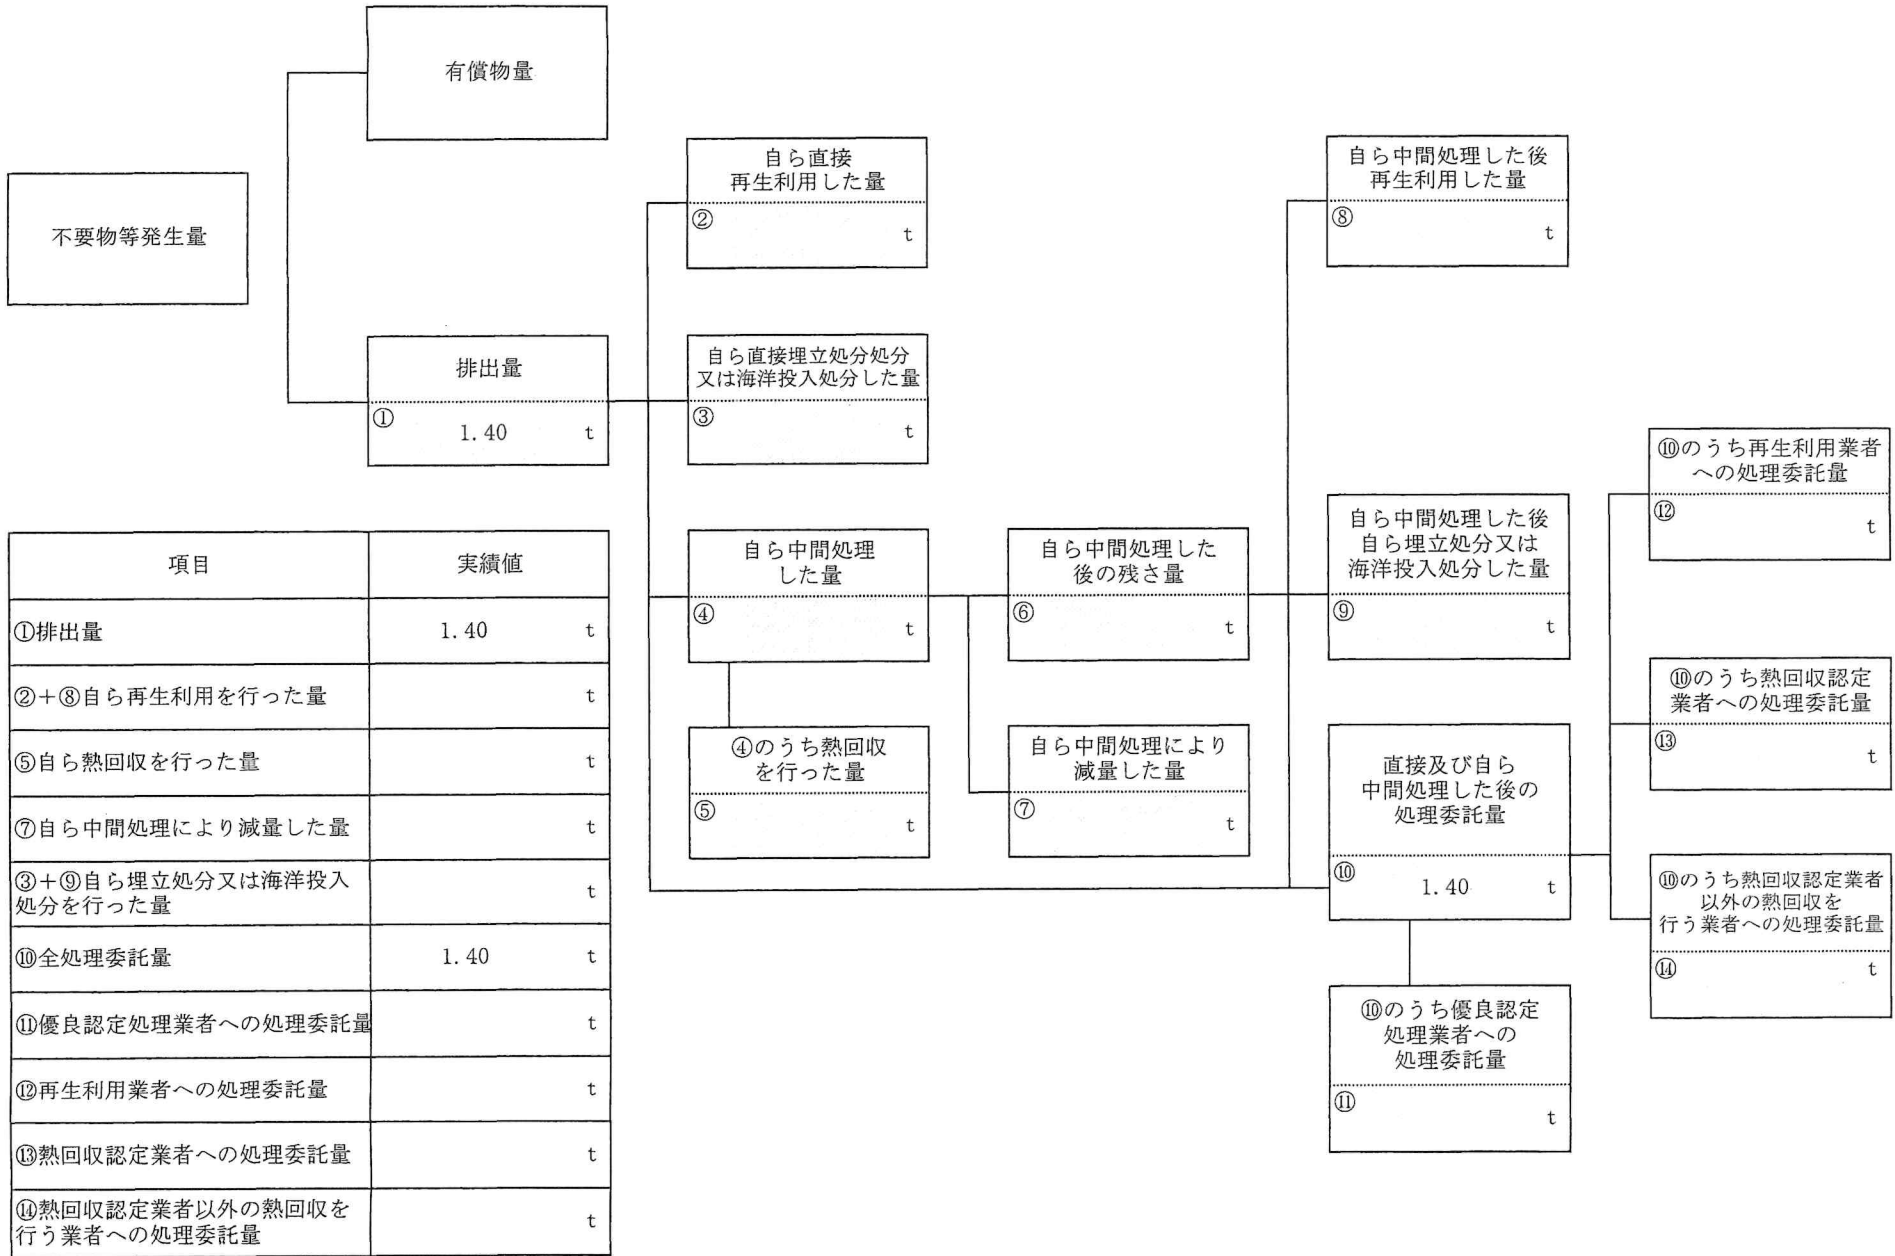 有償物量
不要物等発生量
排出量
① 1.40 t
自ら直接
再生利用した量
② t
自ら直接埋立処分処分
又は海洋投入処分した量
③ t
自ら中間処理
した量
④ t
④のうち熱回収
を行った量
⑤ t
自ら中間処理した
後の残さ量
⑥ t
自ら中間処理により
減量した量
⑦ t
自ら中間処理した後
再生利用した量
⑧ t
自ら中間処理した後
自ら埋立処分又は
海洋投入処分した量
⑨ t
直接及び自ら
中間処理した後の
処理委託量
⑩ 1.40 t
⑩のうち優良認定
処理業者への
処理委託量
⑪ t
⑩のうち再生利用業者
への処理委託量
⑫ t
⑩のうち熱回収認定
業者への処理委託量
⑬ t
⑩のうち熱回収認定業者
以外の熱回収を
行う業者への処理委託量
⑭ t
項目 実績値
①排出量 1.40 t
②+⑧自ら再生利用を行った量 t
⑤自ら熱回収を行った量 t
⑦自ら中間処理により減量した量 t
③+⑨自ら埋立処分又は海洋投入
処分を行った量 t
⑩全処理委託量 1.40 t
⑪優良認定処理業者への処理委託量 t
⑫再生利用業者への処理委託量 t
⑬熱回収認定業者への処理委託量 t
⑭熱回収認定業者以外の熱回収を
行う業者への処理委託量 t